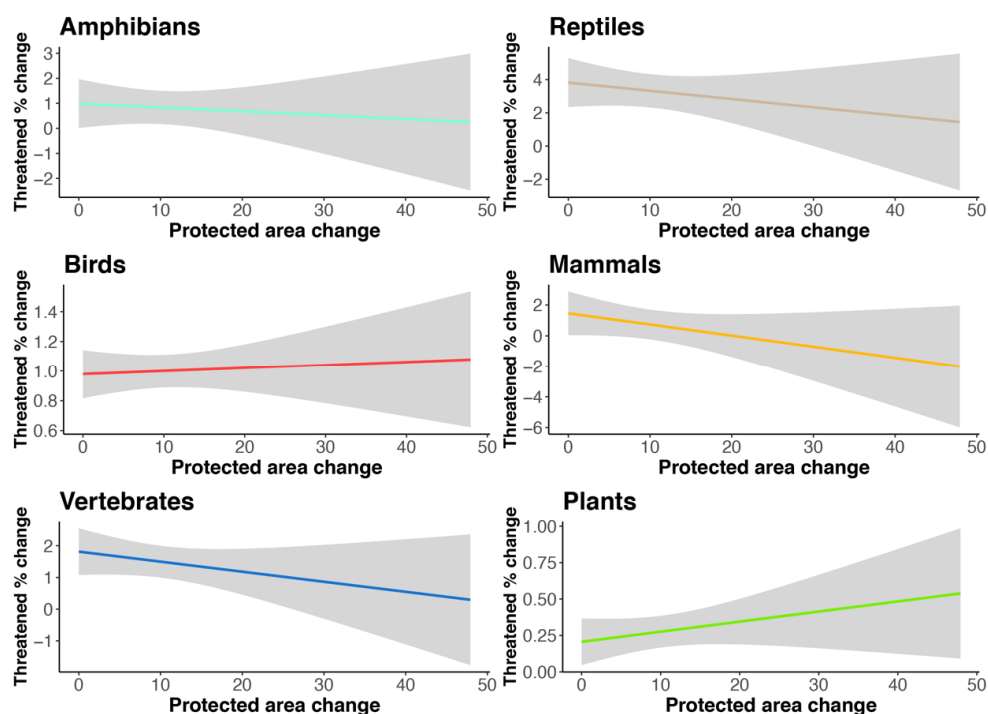 Amphibians
Threatened % change
3
2
1
0
−1
−2
0 10 20 30 40 50
Protected area change
Reptiles
Threatened % change
4
2
0
−2
0 10 20 30 40 50
Protected area change
Birds
Threatened % change
1.4
1.2
1.0
0.8
0.6
0 10 20 30 40 50
Protected area change
Mammals
Threatened % change
2
0
−2
−4
−6
0 10 20 30 40 50
Protected area change
Vertebrates
Threatened % change
2
1
0
−1
0 10 20 30 40 50
Protected area change
Plants
Threatened % change
1.00
0.75
0.50
0.25
0.00
0 10 20 30 40 50
Protected area change